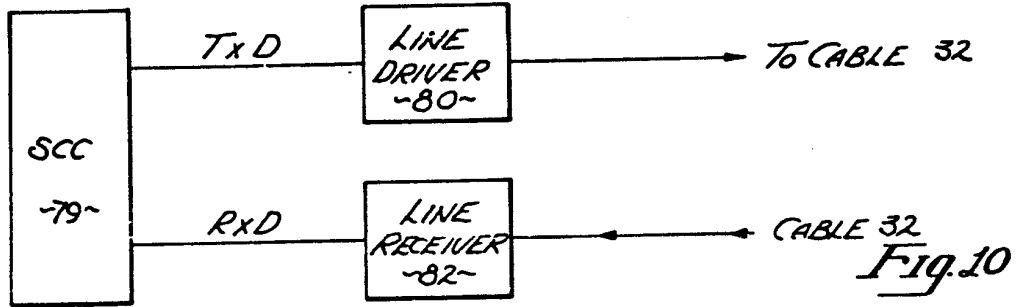 TxD
LINE
DRIVER
~80~
TO CABLE 32
SCC
~79~
RxD
LINE
RECEIVER
~82~
CABLE 32
Fig. 10